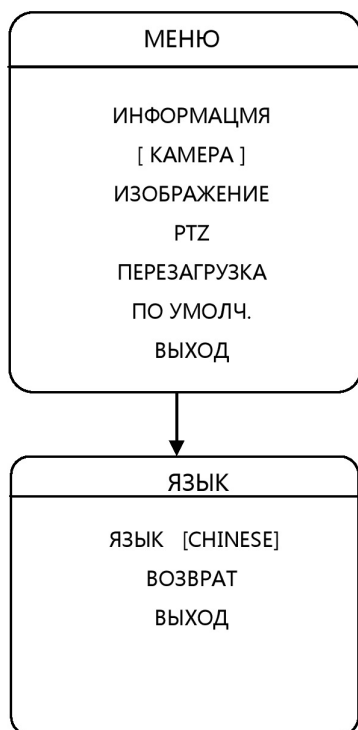 МЕНЮ
ИНФОРМАЦМЯ
[ КАМЕРА ]
ИЗОБРАЖЕНИЕ
PTZ
ПЕРЕЗАГРУЗКА
ПО УМОЛЧ.
ВЫХОД
ЯЗЫК
ЯЗЫК [CHINESE]
ВОЗВРАТ
ВЫХОД